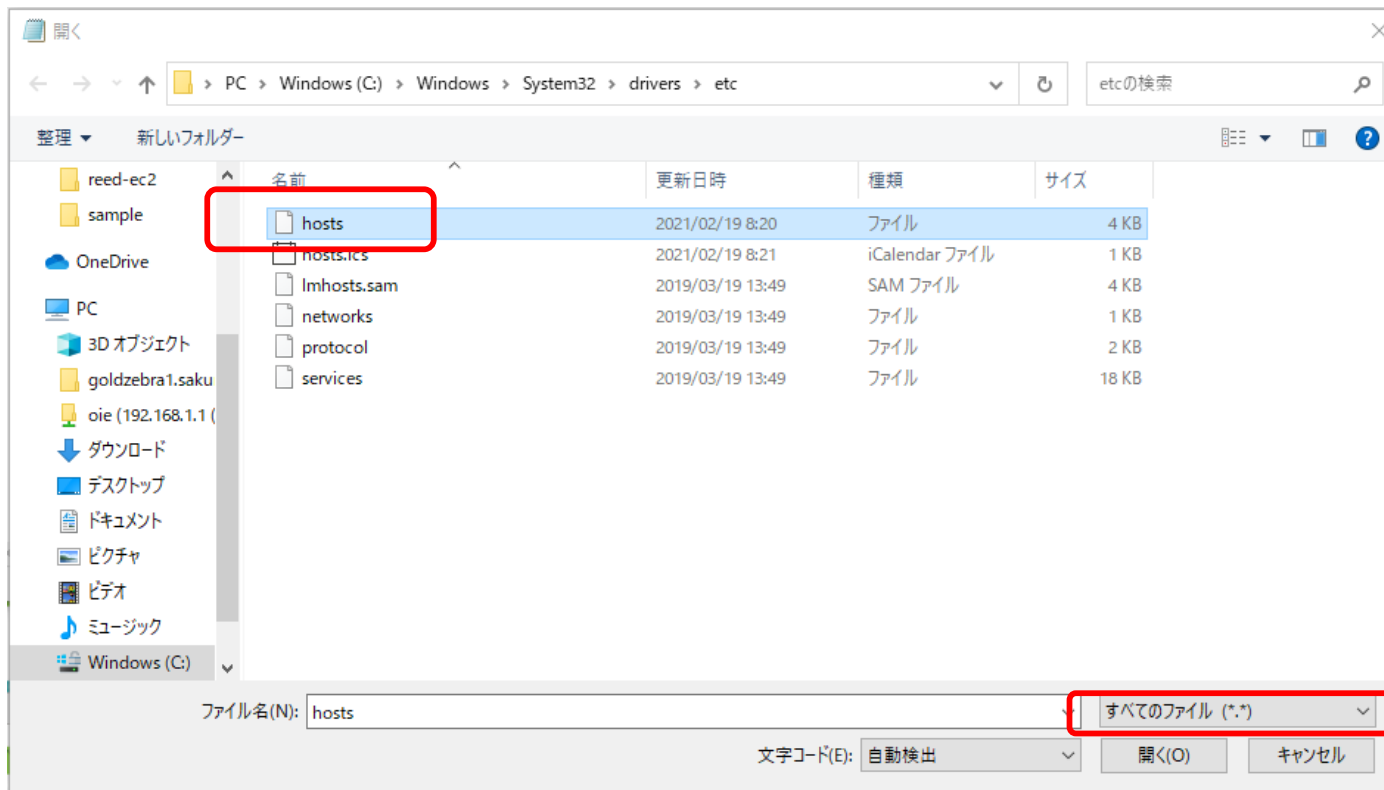 開く
PC > Windows (C:) > Windows > System32 > drivers > etc
etcの検索
整理 新しいフォルダー
reed-ec2
sample
OneDrive
PC
3D オブジェクト
goldzebra1.saku
oie (192.168.1.1 (
ダウンロード
デスクトップ
ドキュメント
ピクチャ
ビデオ
ミュージック
Windows (C:)
名前 更新日時 種類 サイズ
hosts 2021/02/19 8:20 ファイル 4 KB
hosts.ics 2021/02/19 8:21 iCalendar ファイル 1 KB
lmhosts.sam 2019/03/19 13:49 SAM ファイル 4 KB
networks 2019/03/19 13:49 ファイル 1 KB
protocol 2019/03/19 13:49 ファイル 2 KB
services 2019/03/19 13:49 ファイル 18 KB
ファイル名(N): hosts すべてのファイル (*.*)
文字コード(E): 自動検出 開く(O) キャンセル